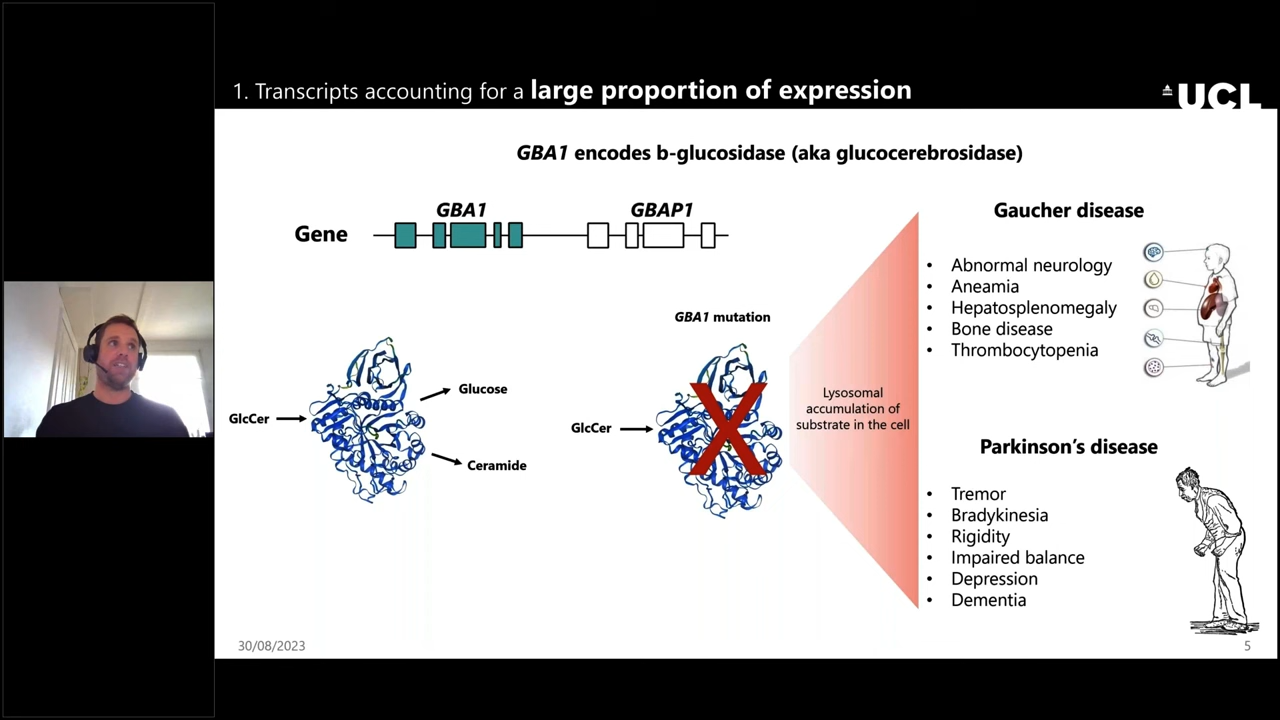 1. Transcripts accounting for a large proportion of expression
UCL
GBA1 encodes b-glucosidase (aka glucocerebrosidase)
Gene
GBA1
GBAP1
GlcCer
Glucose
Ceramide
GBA1 mutation
GlcCer
Lysosomal
accumulation of
substrate in the cell
Gaucher disease
• Abnormal neurology
• Aneamia
• Hepatosplenomegaly
• Bone disease
• Thrombocytopenia
Parkinson's disease
• Tremor
• Bradykinesia
• Rigidity
• Impaired balance
• Depression
• Dementia
30/08/2023
5